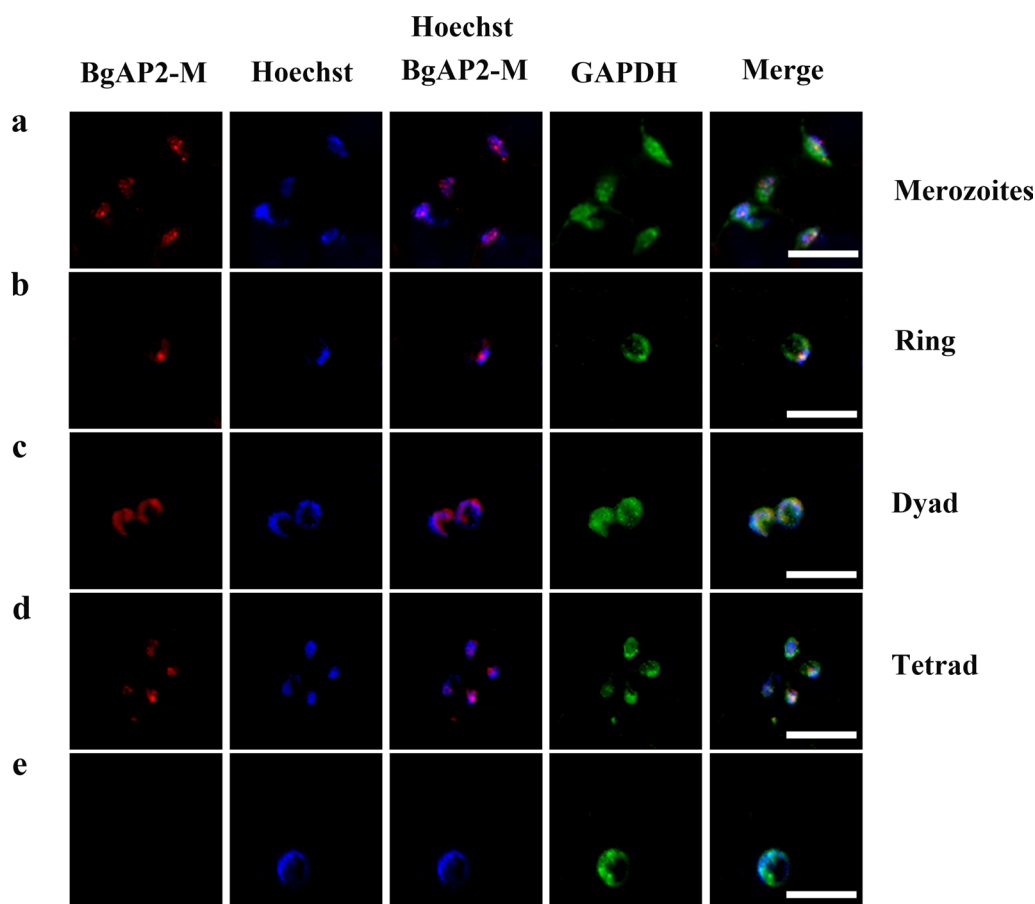 Hoechst
BgAP2-M Hoechst BgAP2-M GAPDH Merge
a
Merozoites
b
Ring
c
Dyad
d
Tetrad
e